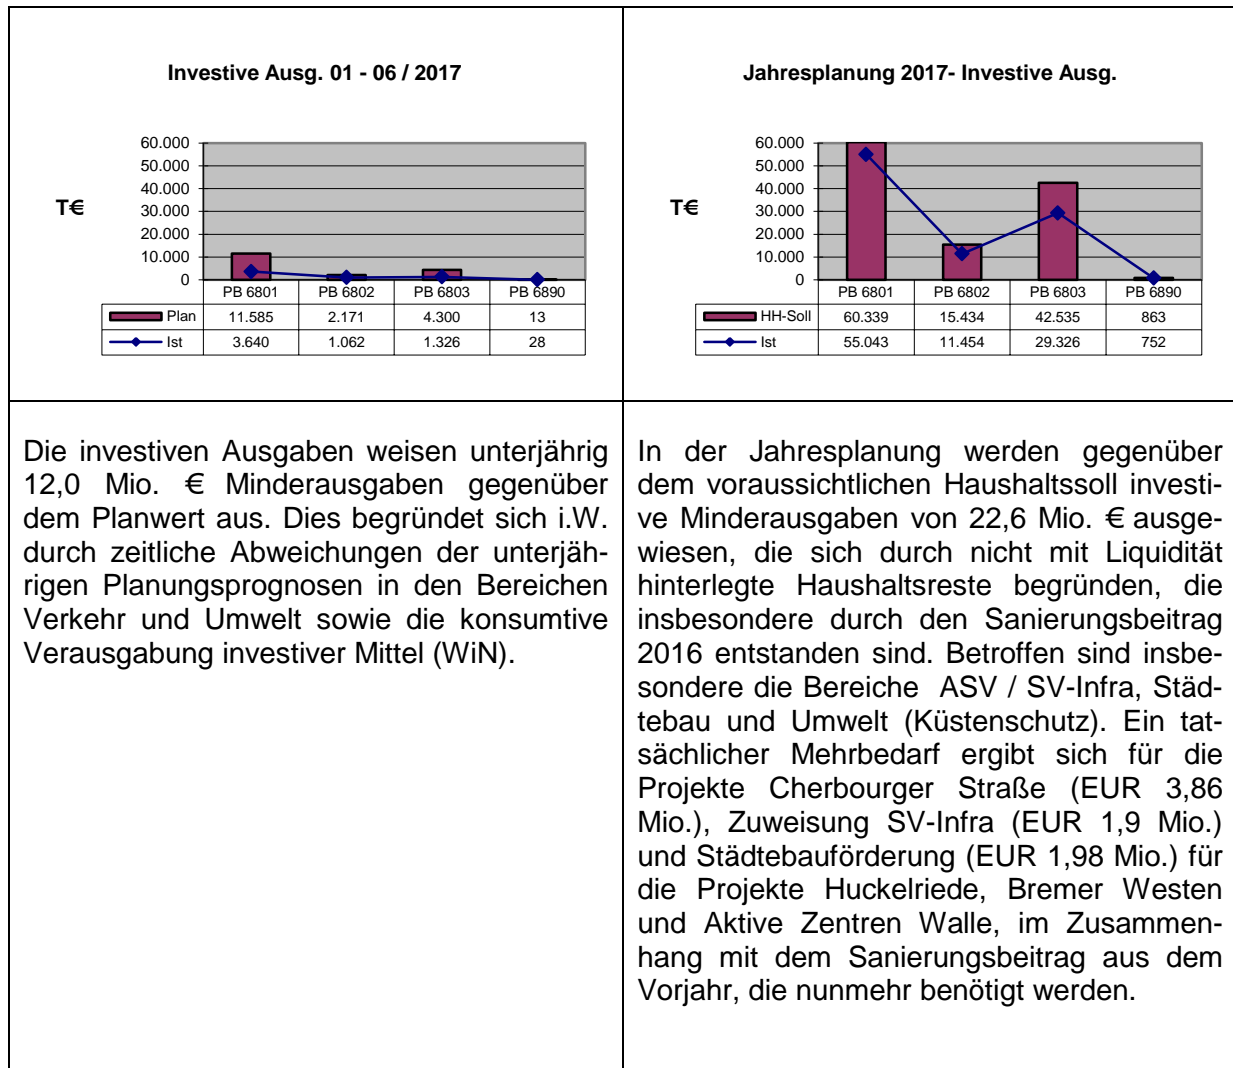 Investive Ausg. 01 - 06 / 2017
T€
60.000
50.000
40.000
30.000
20.000
10.000
0
PB 6801 PB 6802 PB 6803 PB 6890
Plan 11.585 2.171 4.300 13
Ist 3.640 1.062 1.326 28
Jahresplanung 2017- Investive Ausg.
T€
60.000
50.000
40.000
30.000
20.000
10.000
0
PB 6801 PB 6802 PB 6803 PB 6890
HH-Soll 60.339 15.434 42.535 863
Ist 55.043 11.454 29.326 752
Die investiven Ausgaben weisen unterjährig
12,0 Mio. € Minderausgaben gegenüber
dem Planwert aus. Dies begründet sich i.W.
durch zeitliche Abweichungen der unterjäh-
rigen Planungsprognosen in den Bereichen
Verkehr und Umwelt sowie die konsumtive
Verausgabung investiver Mittel (WiN).
In der Jahresplanung werden gegenüber
dem voraussichtlichen Haushaltssoll investi-
ve Minderausgaben von 22,6 Mio. € ausge-
wiesen, die sich durch nicht mit Liquidität
hinterlegte Haushaltsreste begründen, die
insbesondere durch den Sanierungsbeitrag
2016 entstanden sind. Betroffen sind insbe-
sondere die Bereiche ASV / SV-Infra, Städ-
tebau und Umwelt (Küstenschutz). Ein tat-
sächlicher Mehrbedarf ergibt sich für die
Projekte Cherbourger Straße (EUR 3,86
Mio.), Zuweisung SV-Infra (EUR 1,9 Mio.)
und Städtebauförderung (EUR 1,98 Mio.) für
die Projekte Huckelriede, Bremer Westen
und Aktive Zentren Walle, im Zusammen-
hang mit dem Sanierungsbeitrag aus dem
Vorjahr, die nunmehr benötigt werden.